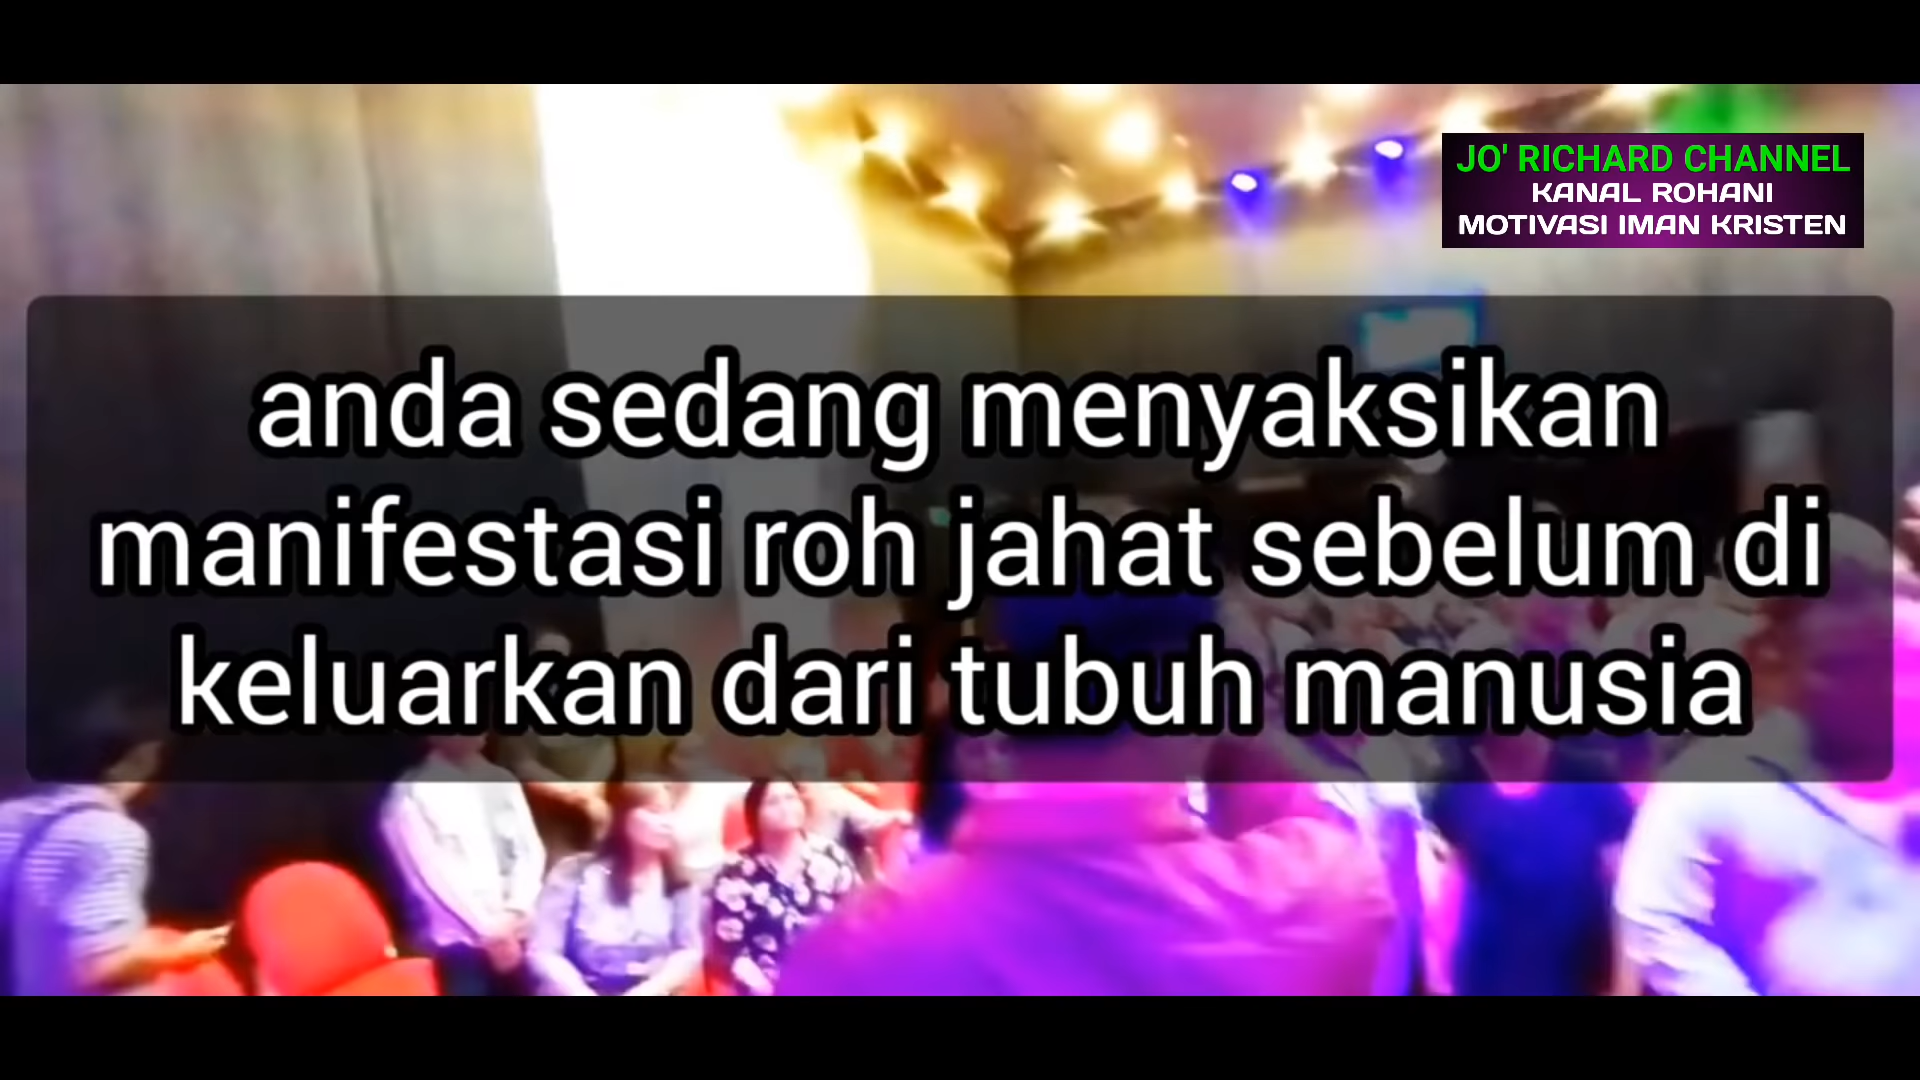 JO' RICHARD CHANNEL
KANAL ROHANI
MOTIVASI IMAN KRISTEN
anda sedang menyaksikan
manifestasi roh jahat sebelum di
keluarkan dari tubuh manusia